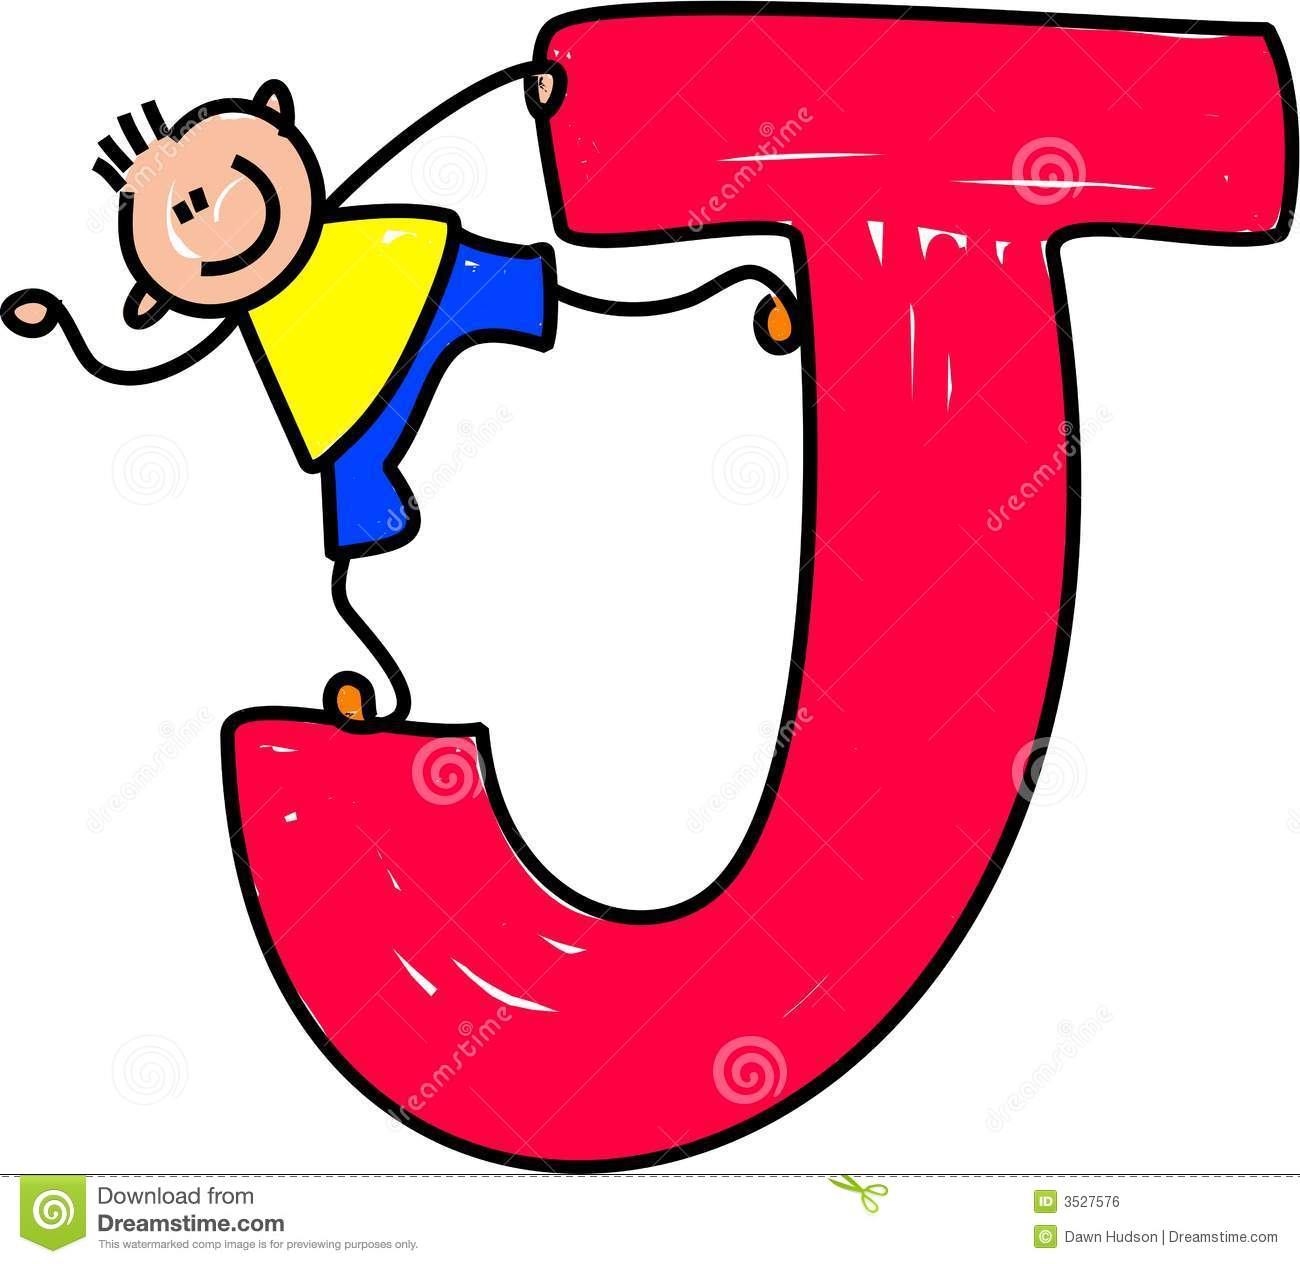 J
dreamstime
Download from
Dreamstime.com
This watermarked comp image is for previewing purposes only.
ID 3527576
© Dawn Hudson | Dreamstime.com